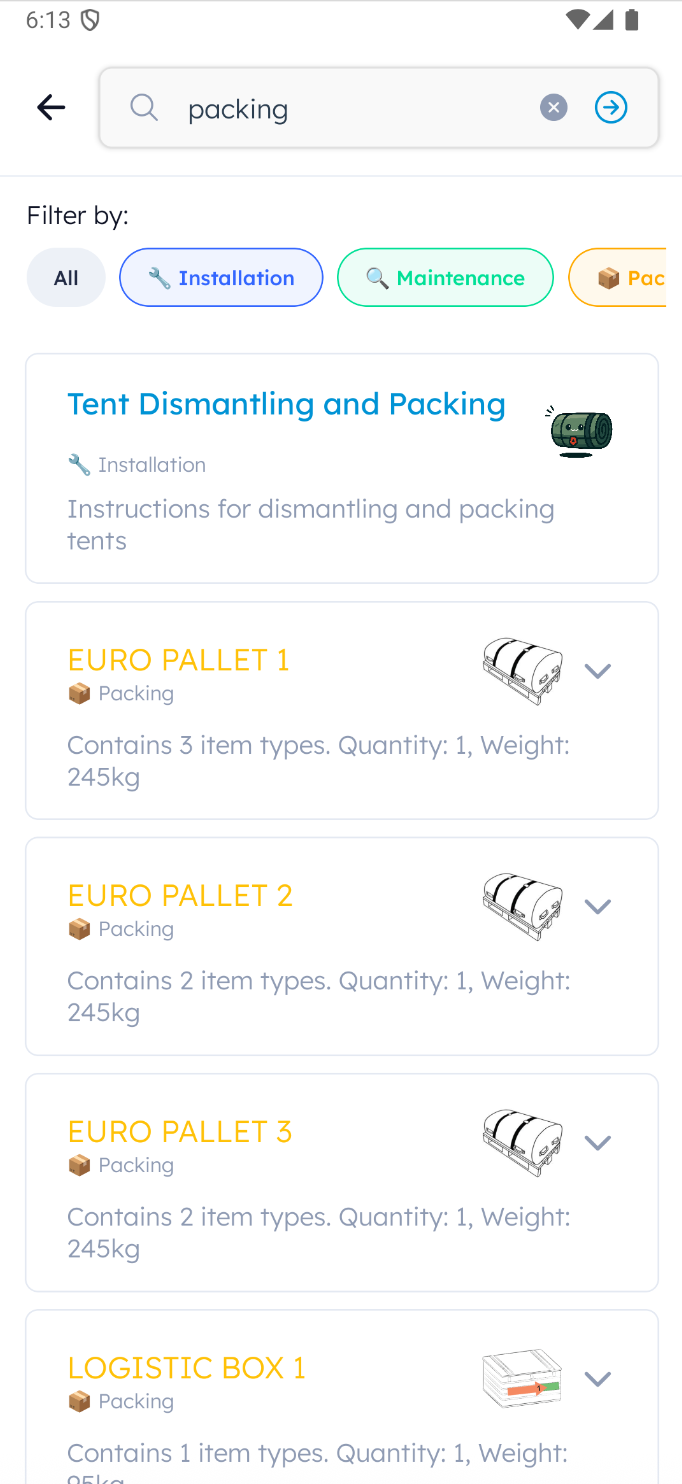 6:13
packing
Filter by:
All
🔧 Installation
🔍 Maintenance
📦 Pac
Tent Dismantling and Packing
🔧 Installation
Instructions for dismantling and packing
tents
EURO PALLET 1
📦 Packing
Contains 3 item types. Quantity: 1, Weight:
245kg
EURO PALLET 2
📦 Packing
Contains 2 item types. Quantity: 1, Weight:
245kg
EURO PALLET 3
📦 Packing
Contains 2 item types. Quantity: 1, Weight:
245kg
LOGISTIC BOX 1
1
📦 Packing
Contains 1 item types. Quantity: 1, Weight: